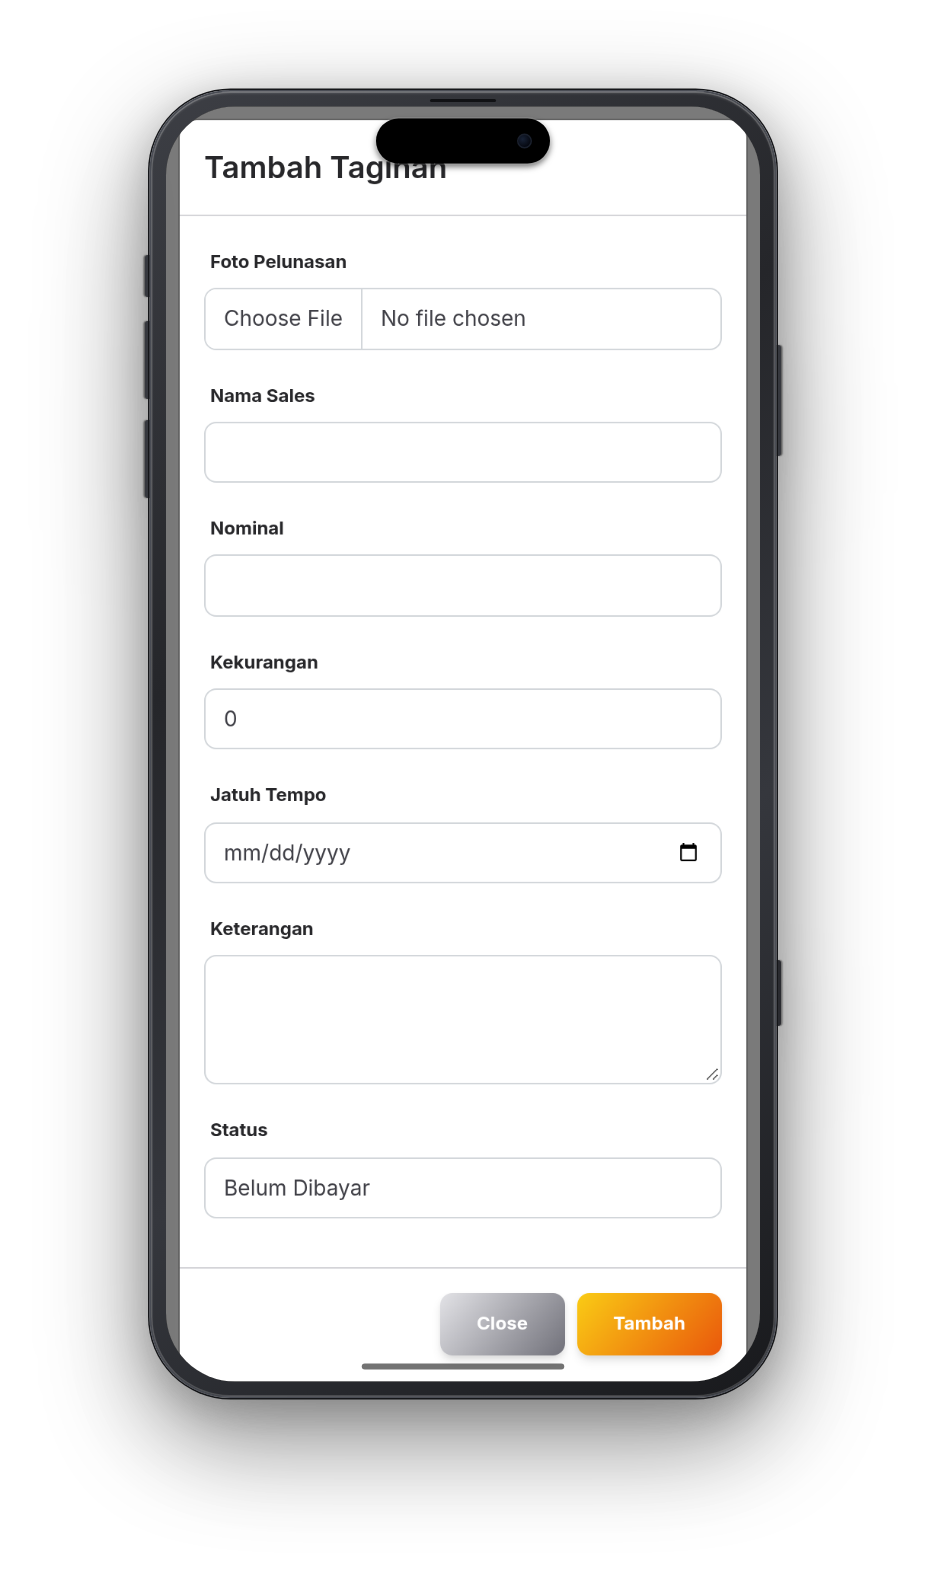 Tambah Tagihan
Foto Pelunasan
Choose File No file chosen
Nama Sales
Nominal
Kekurangan
0
Jatuh Tempo
mm/dd/yyyy
Keterangan
Status
Belum Dibayar
Close Tambah